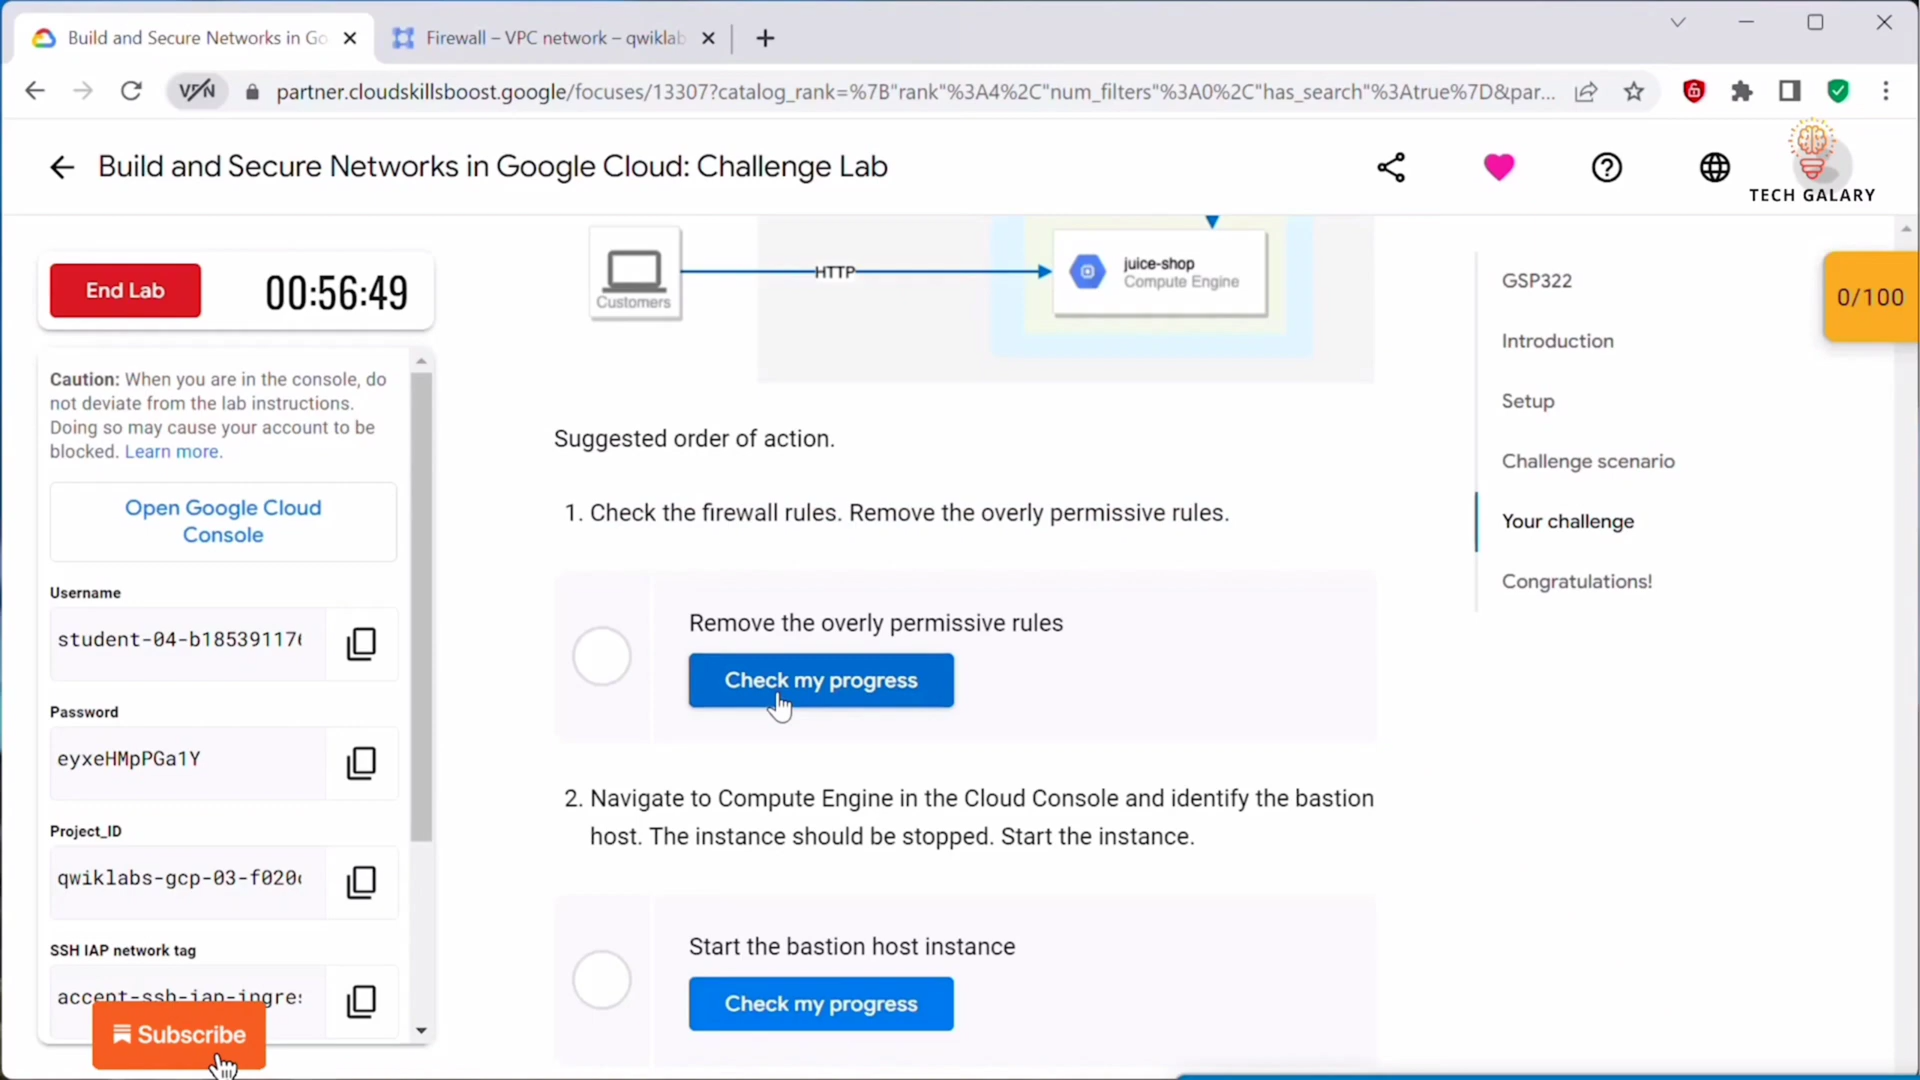 Build and Secure Networks in Go
Firewall – VPC network – qwiklab
VPN
partner.cloudskillsboost.google/focuses/13307?catalog_rank=%7B"rank"%3A4%2C"num_filters"%3A0%2C"has_search"%3Atrue%7D&par...
Build and Secure Networks in Google Cloud: Challenge Lab
TECH GALARY
End Lab
00:56:49
Caution: When you are in the console, do
not deviate from the lab instructions.
Doing so may cause your account to be
blocked. Learn more.
Open Google Cloud
Console
Username
student-04-b18539117
Password
eyxeHMpPGa1Y
Project_ID
qwiklabs-gcp-03-f020
SSH IAP network tag
accept-ssh-iap-ingres
Subscribe
Customers
HTTP
juice-shop
Compute Engine
Suggested order of action.
1. Check the firewall rules. Remove the overly permissive rules.
Remove the overly permissive rules
Check my progress
2. Navigate to Compute Engine in the Cloud Console and identify the bastion
host. The instance should be stopped. Start the instance.
Start the bastion host instance
Check my progress
GSP322
Introduction
Setup
Challenge scenario
Your challenge
Congratulations!
0/100